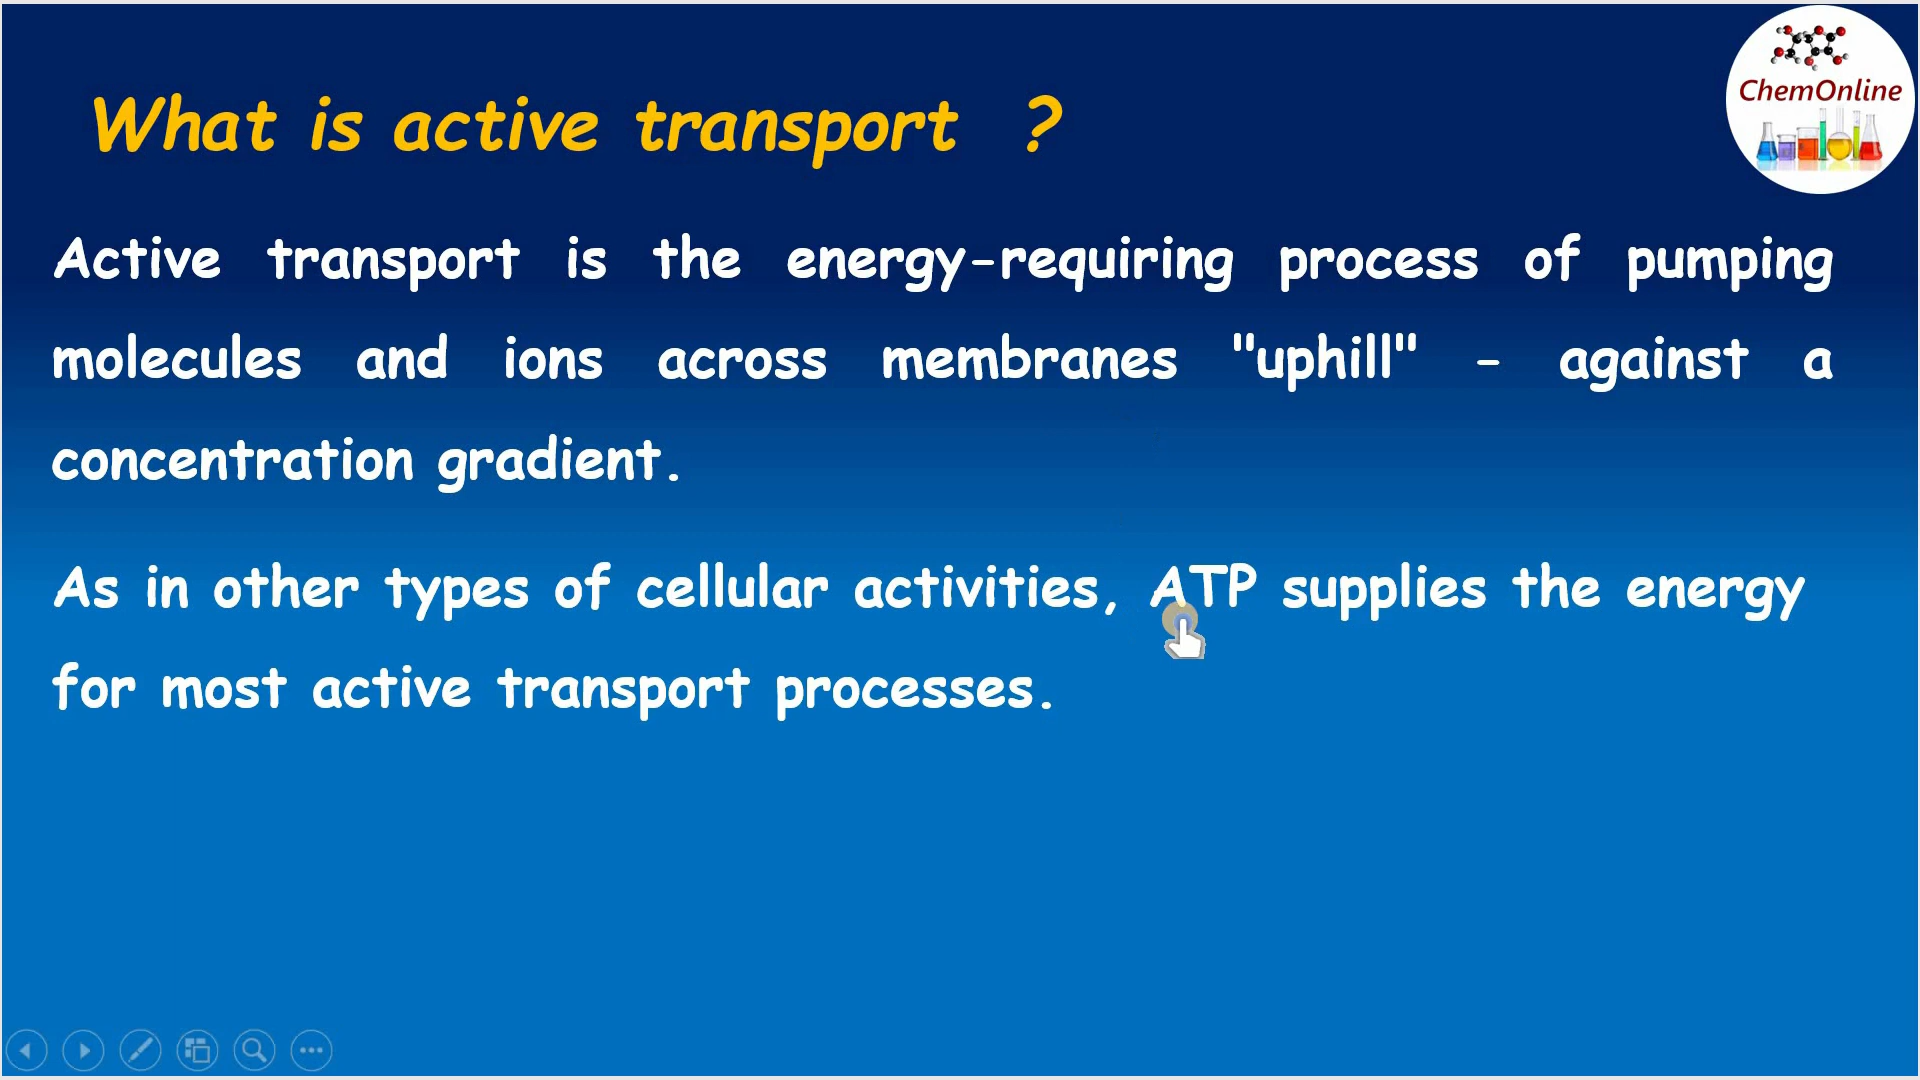 What is active transport ?
ChemOnline
Active transport is the energy-requiring process of pumping
molecules and ions across membranes "uphill" - against a
concentration gradient.
As in other types of cellular activities, ATP supplies the energy
for most active transport processes.